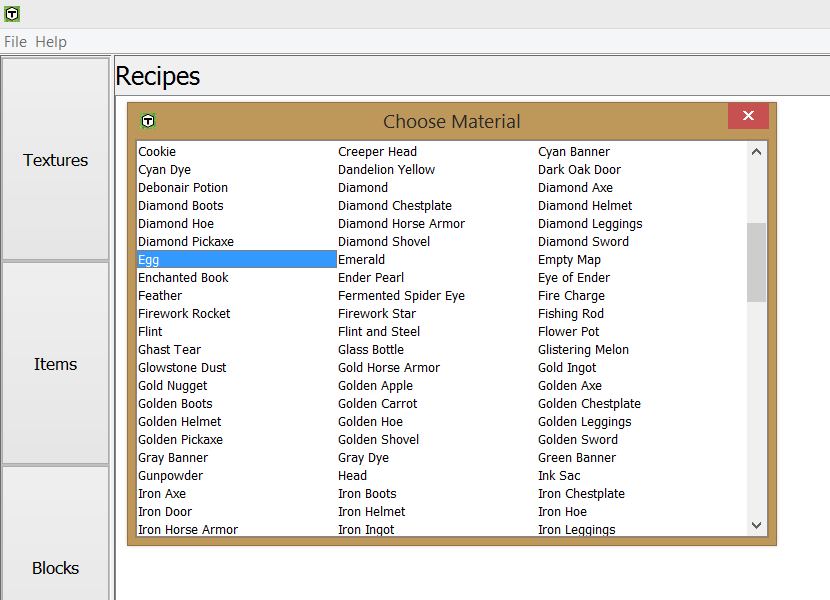 File Help
Recipes
Textures
Items
Blocks
Choose Material
Cookie Creeper Head Cyan Banner
Cyan Dye Dandelion Yellow Dark Oak Door
Debonair Potion Diamond Diamond Axe
Diamond Boots Diamond Chestplate Diamond Helmet
Diamond Hoe Diamond Horse Armor Diamond Leggings
Diamond Pickaxe Diamond Shovel Diamond Sword
Egg Emerald Empty Map
Enchanted Book Ender Pearl Eye of Ender
Feather Fermented Spider Eye Fire Charge
Firework Rocket Firework Star Fishing Rod
Flint Flint and Steel Flower Pot
Ghast Tear Glass Bottle Glistering Melon
Glowstone Dust Gold Horse Armor Gold Ingot
Gold Nugget Golden Apple Golden Axe
Golden Boots Golden Carrot Golden Chestplate
Golden Helmet Golden Hoe Golden Leggings
Golden Pickaxe Golden Shovel Golden Sword
Gray Banner Gray Dye Green Banner
Gunpowder Head Ink Sac
Iron Axe Iron Boots Iron Chestplate
Iron Door Iron Helmet Iron Hoe
Iron Horse Armor Iron Ingot Iron Leggings